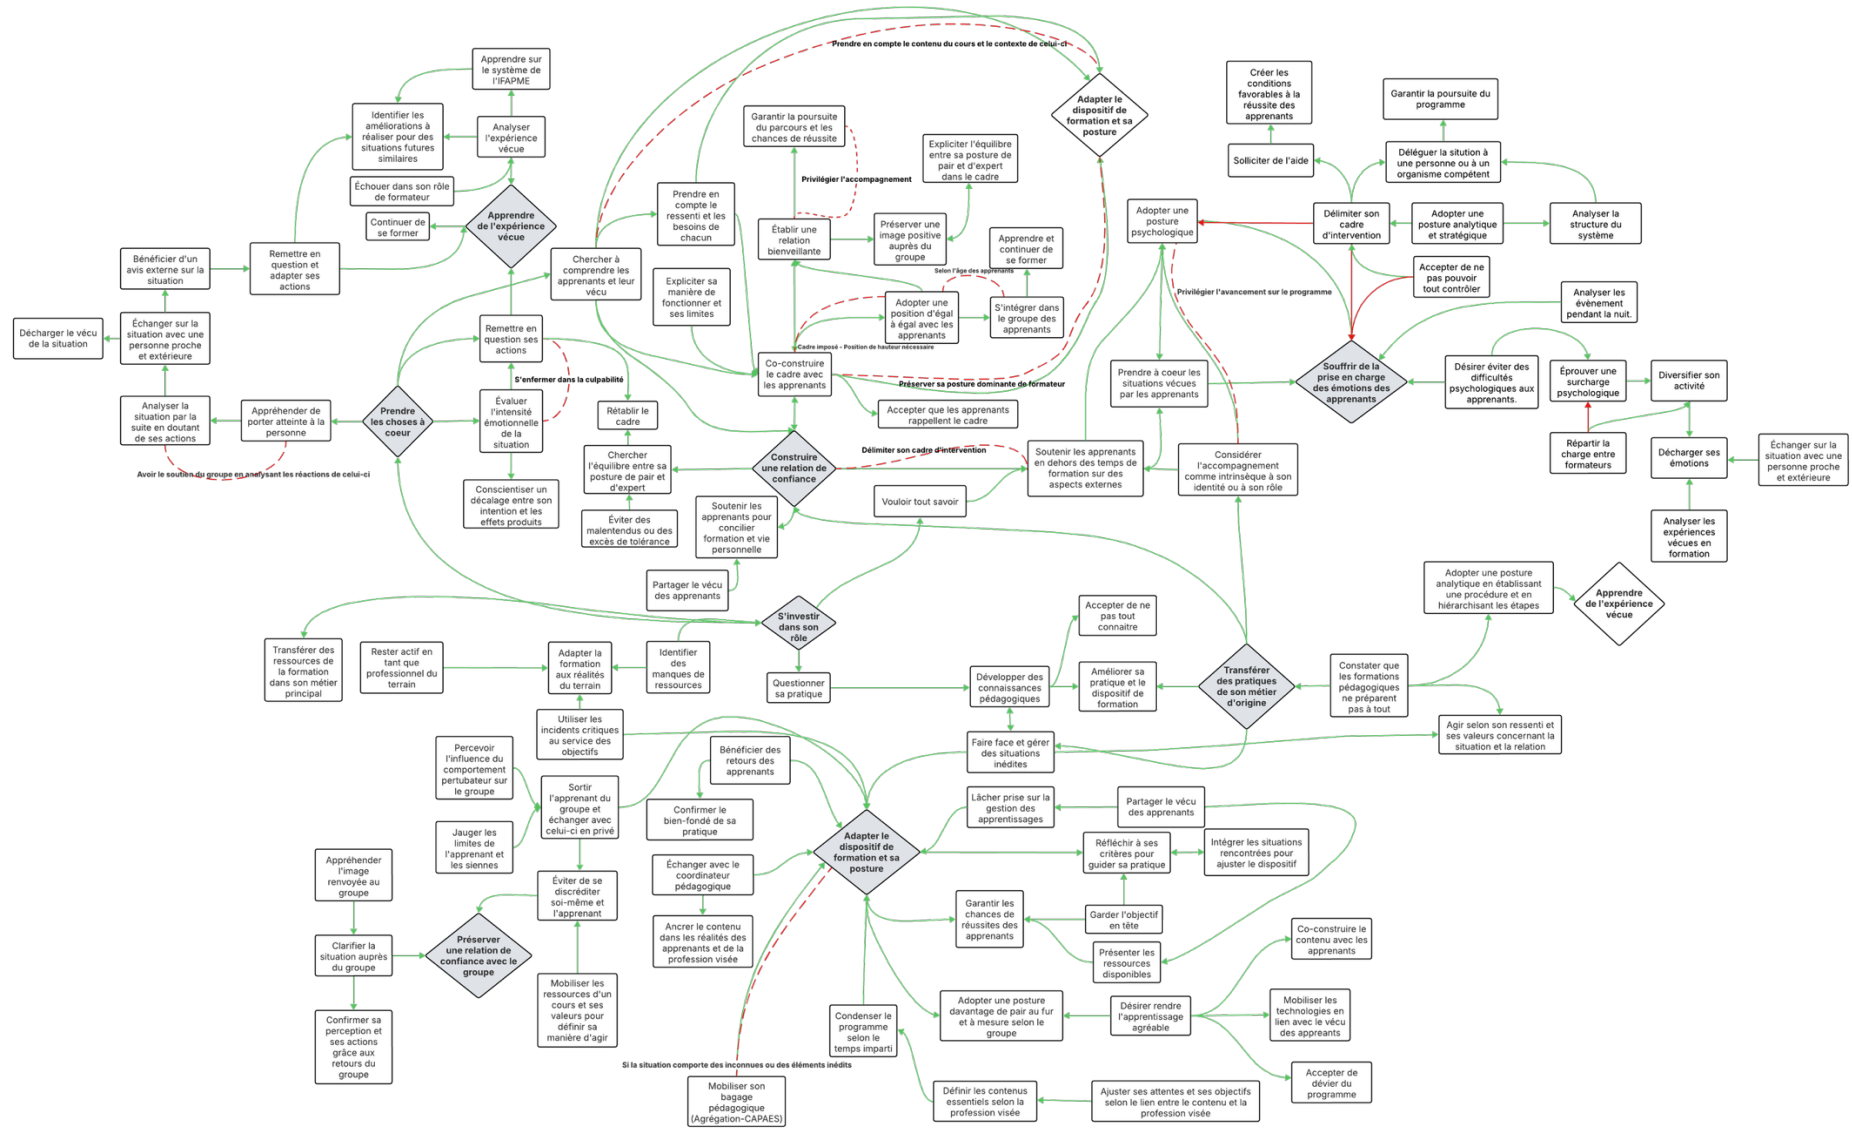 Prendre en compte le contenu du cours et le contexte de celui-ci
Apprendre sur
le système de
l'IFAPME
Identifier les
améliorations à
réaliser pour des
situations futures
similaires
Analyser
l'expérience
vécue
Échouer dans son rôle
de formateur
Continuer de
se former
Apprendre
de l'expérience
vécue
Bénéficier d'un
avis externe sur la
situation
Remettre en
question et
adapter ses
actions
Décharger le vécu
de la situation
Échanger sur la
situation avec une
personne proche
et extérieure
Analyser la
situation par la
suite en doutant
de ses actions
Appréhender de
porter atteinte à la
personne
Avoir le soutien du groupe en analysant les réactions de celui-ci
Prendre
les choses à
coeur
Remettre en
question ses
actions
S'enfermer dans la culpabilité
Évaluer
l'intensité
émotionnelle
de la
situation
Conscientiser un
décalage entre son
intention et les
effets produits
Chercher à
comprendre les
apprenants et leur
vécu
Prendre en
compte le
ressenti et les
besoins de
chacun
Expliciter sa
manière de
fonctionner et
ses limites
Garantir la poursuite
du parcours et les
chances de réussite
Privilégier l'accompagnement
Établir une
relation
bienveillante
Préserver une
image positive
auprès du
groupe
Expliciter l'équilibre
entre sa posture de
pair et d'expert
dans le cadre
Apprendre et
continuer de
se former
Selon l'âge des apprenants
Adopter une
position d'égal
à égal avec les
apprenants
S'intégrer dans
le groupe des
apprenants
Cadre imposé - Position de hauteur nécessaire
Co-construire
le cadre avec
les apprenants
Préserver sa posture dominante de formateur
Accepter que les apprenants
rappellent le cadre
Adapter le
dispositif de
formation et sa
posture
Rétablir le
cadre
Chercher
l'équilibre entre sa
posture de pair et
d'expert
Éviter des
malentendus ou des
excès de tolérance
Construire
une relation de
confiance
Délimiter son cadre d'intervention
Soutenir les
apprenants pour
concilier
formation et vie
personnelle
Partager le vécu
des apprenants
Vouloir tout savoir
Soutenir les apprenants
en dehors des temps de
formation sur des
aspects externes
Considérer
l'accompagnement
comme intrinsèque à son
identité ou à son rôle
Prendre à coeur les
situations vécues
par les apprenants
Adopter une
posture
psychologique
Privilégier l'avancement sur le programme
Créer les
conditions
favorables à la
réussite des
apprenants
Solliciter de l'aide
Garantir la poursuite du
programme
Déléguer la sitution à
une personne ou à un
organisme compétent
Délimiter son
cadre
d'intervention
Adopter une
posture analytique
et stratégique
Analyser la
structure du
système
Accepter de ne
pas pouvoir
tout contrôler
Analyser les
évènement
pendant la nuit.
Souffrir de la
prise en charge
des émotions des
apprenants
Désirer éviter des
difficultés
psychologiques aux
apprenants.
Éprouver une
surcharge
psychologique
Diversifier son
activité
Répartir la
charge entre
formateurs
Décharger ses
émotions
Échanger sur la
situation avec une
personne proche
et extérieure
Analyser les
expériences
vécues en
formation
Adopter une posture
analytique en établissant
une procédure et en
hiérarchisant les étapes
Apprendre
de l'expérience
vécue
S'investir
dans son
rôle
Transférer des
ressources de
la formation
dans son métier
principal
Rester actif en
tant que
professionnel du
terrain
Adapter la
formation
aux réalités
du terrain
Identifier
des
manques de
ressources
Questionner
sa pratique
Développer des
connaissances
pédagogiques
Accepter de ne
pas tout
connaitre
Améliorer sa
pratique et le
dispositif de
formation
Transférer
des pratiques
de son métier
d'origine
Constater que
les formations
pédagogiques
ne préparent
pas à tout
Agir selon son ressenti et
ses valeurs concernant la
situation et la relation
Faire face et gérer
des situations
inédites
Utiliser les
incidents critiques
au service des
objectifs
Percevoir
l'influence du
comportement
pertubateur sur
le groupe
Jauger les
limites de
l'apprenant et
les siennes
Sortir
l'apprenant du
groupe et
échanger avec
celui-ci en privé
Bénéficier des
retours des
apprenants
Confirmer le
bien-fondé de sa
pratique
Échanger avec le
coordinateur
pédagogique
Ancrer le contenu
dans les réalités des
apprenants et de la
profession visée
Adapter le
dispositif de
formation et sa
posture
Lâcher prise sur la
gestion des
apprentissages
Partager le vécu
des apprenants
Réfléchir à ses
critères pour
guider sa pratique
Intégrer les situations
rencontrées pour
ajuster le dispositif
Garantir les
chances de
réussites des
apprenants
Garder l'objectif
en tête
Présenter les
ressources
disponibles
Appréhender
l'image
renvoyée au
groupe
Clarifier la
situation auprès
du groupe
Confirmer sa
perception et
ses actions
grâce aux
retours du
groupe
Préserver
une relation de
confiance avec le
groupe
Éviter de se
discréditer
soi-même et
l'apprenant
Mobiliser les
ressources d'un
cours et ses
valeurs pour
définir sa
manière d'agir
Si la situation comporte des inconnues ou des éléments inédits
Mobiliser son
bagage
pédagogique
(Agrégation-CAPAES)
Condenser le
programme
selon le
temps imparti
Adopter une posture
davantage de pair au fur
et à mesure selon le
groupe
Désirer rendre
l'apprentissage
agréable
Co-construire le
contenu avec les
apprenants
Mobiliser les
technologies en
lien avec le vécu
des appreants
Accepter de
dévier du
programme
Définir les contenus
essentiels selon la
profession visée
Ajuster ses attentes et ses objectifs
selon le lien entre le contenu et la
profession visée